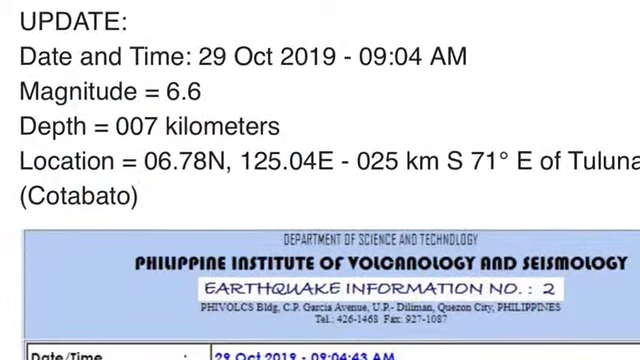 UPDATE:
Date and Time: 29 Oct 2019 - 09:04 AM
Magnitude = 6.6
Depth = 007 kilometers
Location = 06.78N, 125.04E - 025 km S 71° E of
(Cotabato)
DEPARTMENT OF SCIENCE AND TECHNOLOGY
PHILIPPINE INSTITUTE OF VOLCANOLOGY AND SEISMOLOGY
EARTHQUAKE INFORMATION NO. : 2
PHIVOLCS Bldg, C.P. Garcia Avenue, U.P.- Diliman, Quezon City, PHILIPPINES
Tel.: 426-1468 Fax: 927-1087
Date/Time : 29 Oct 2019 - 09:04:43 AM